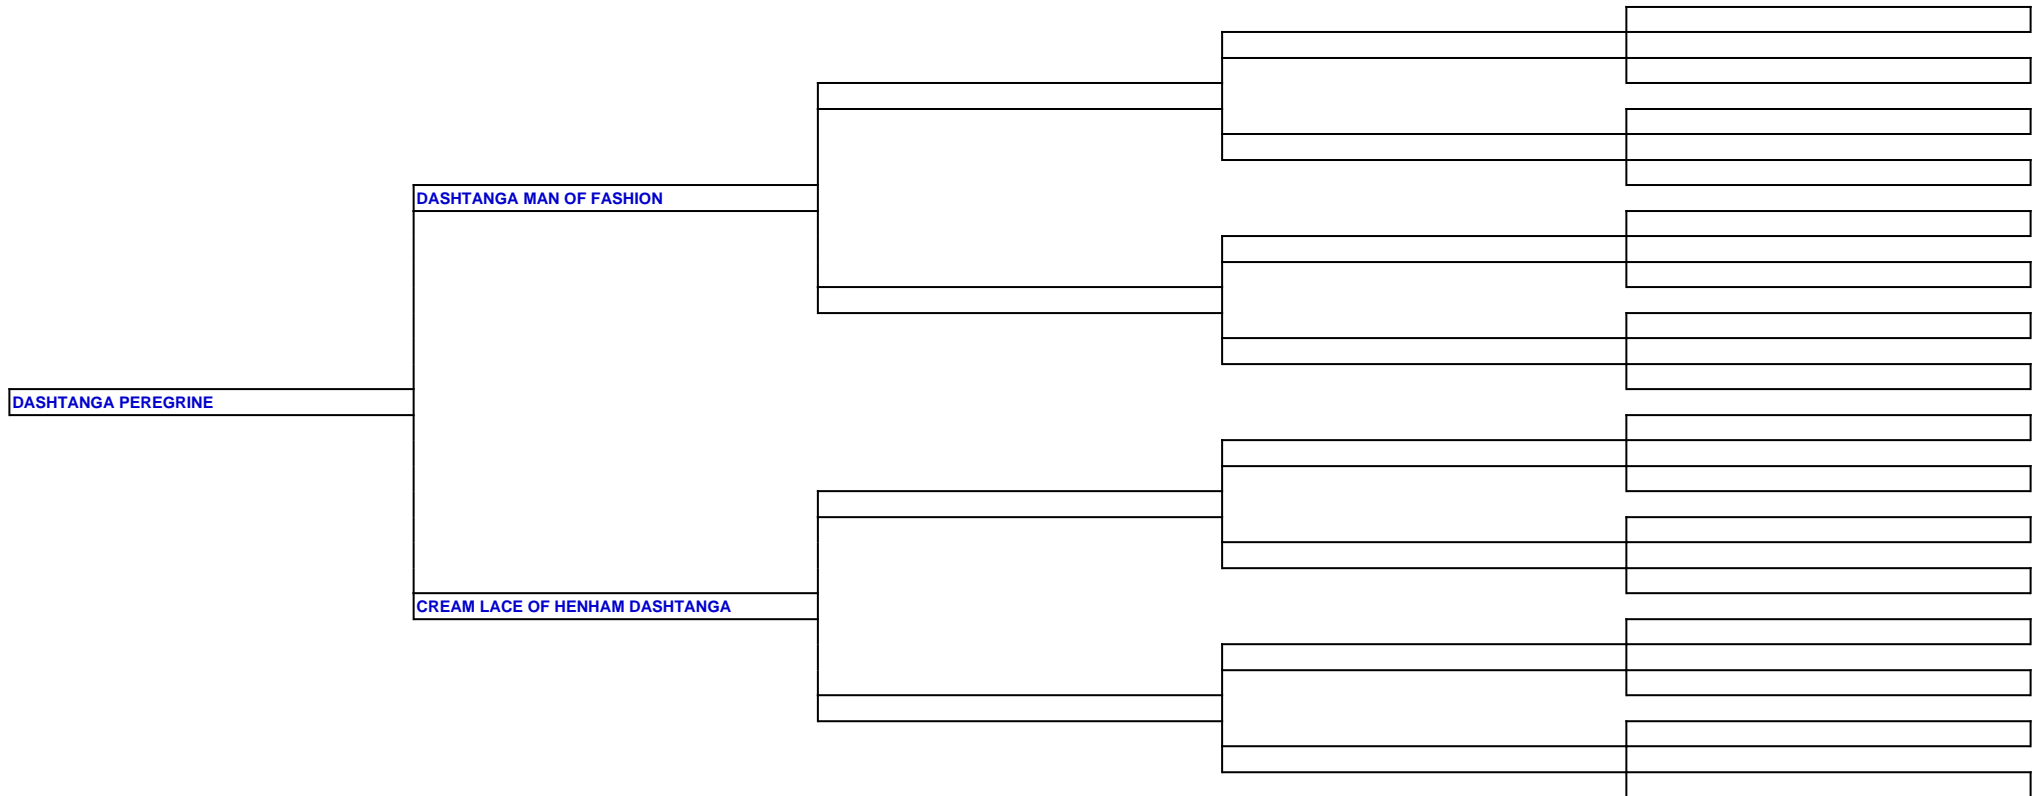 DASHTANGA MAN OF FASHION
DASHTANGA PEREGRINE
CREAM LACE OF HENHAM DASHTANGA